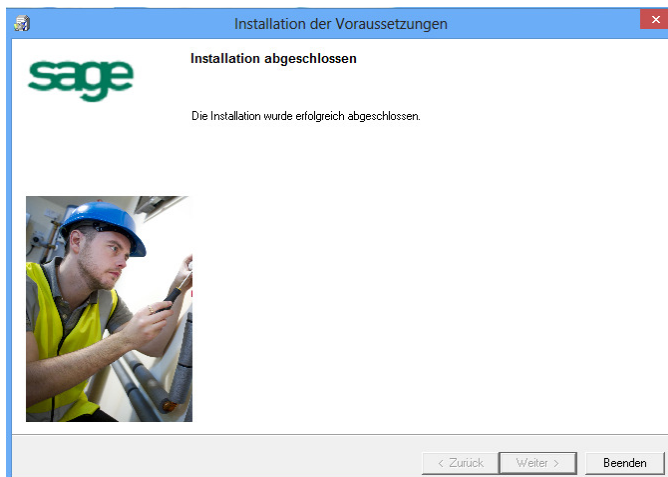 Installation der Voraussetzungen
sage
Installation abgeschlossen
Die Installation wurde erfolgreich abgeschlossen.
< Zurück Weiter > Beenden